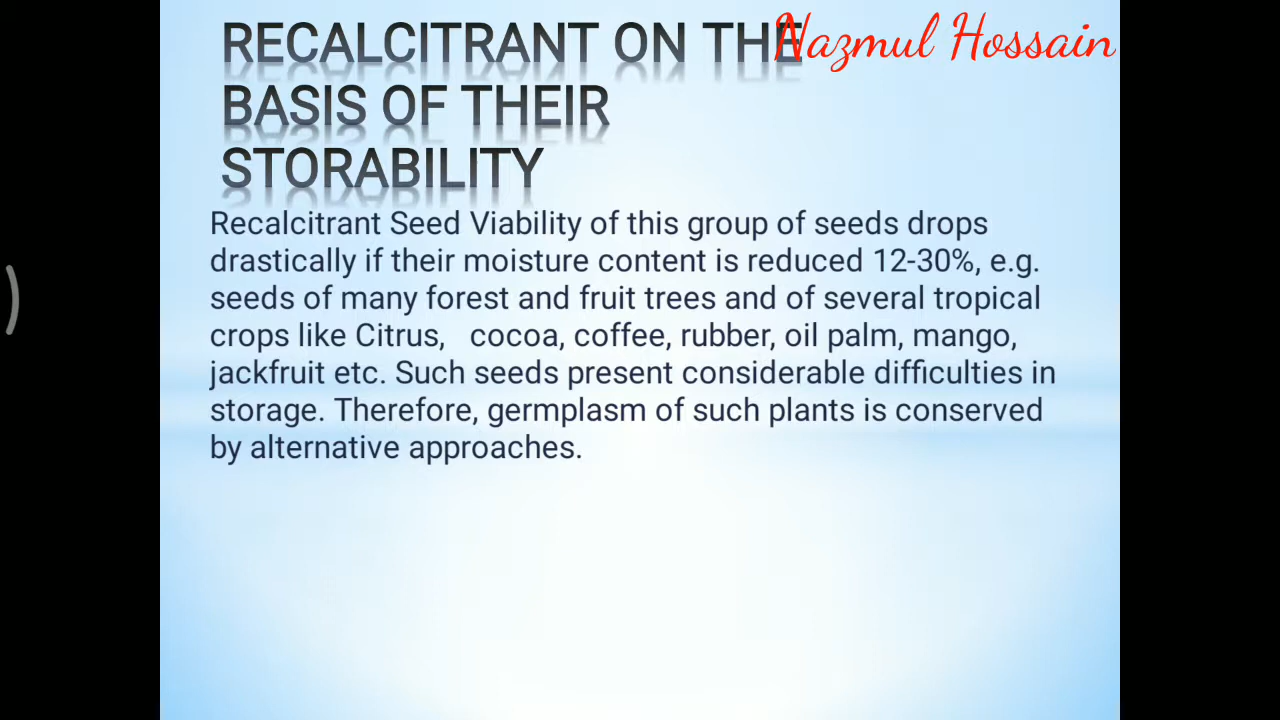 RECALCITRANT ON THE
Nazmul Hossain
BASIS OF THEIR
STORABILITY
Recalcitrant Seed Viability of this group of seeds drops
drastically if their moisture content is reduced 12-30%, e.g.
seeds of many forest and fruit trees and of several tropical
crops like Citrus, cocoa, coffee, rubber, oil palm, mango,
jackfruit etc. Such seeds present considerable difficulties in
storage. Therefore, germplasm of such plants is conserved
by alternative approaches.